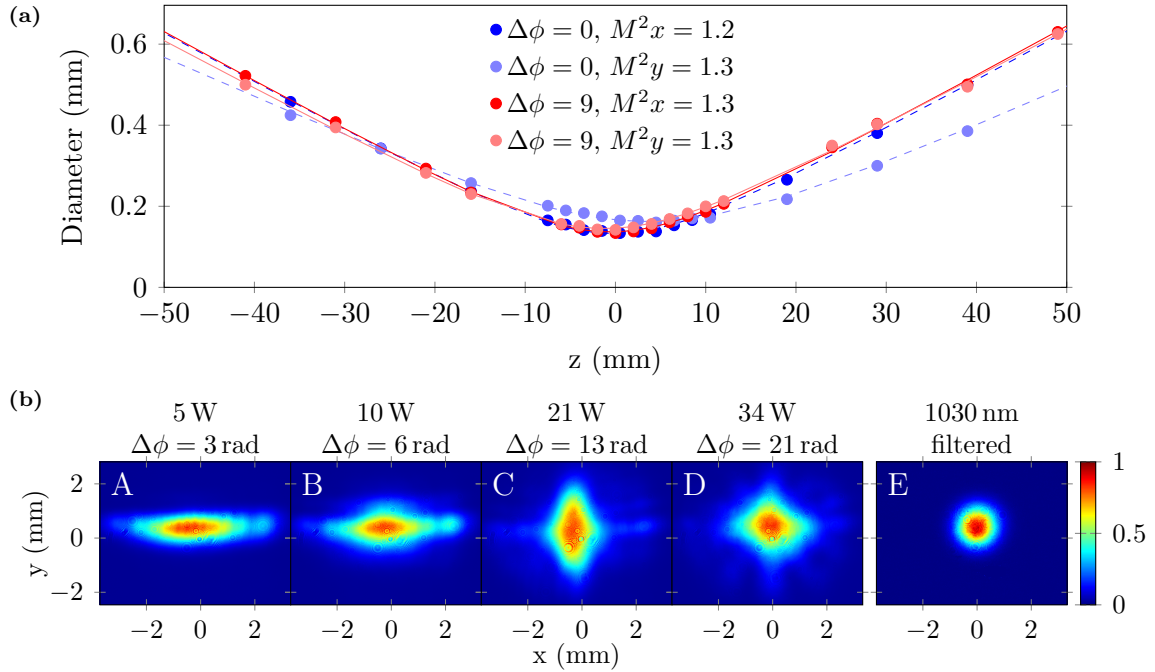 (a)
Δϕ = 0, M²x = 1.2
Δϕ = 0, M²y = 1.3
Δϕ = 9, M²x = 1.3
Δϕ = 9, M²y = 1.3
Diameter (mm)
0.6
0.4
0.2
0
−50 −40 −30 −20 −10 0 10 20 30 40 50
z (mm)
(b)
5 W 10 W 21 W 34 W 1030 nm
Δϕ = 3 rad Δϕ = 6 rad Δϕ = 13 rad Δϕ = 21 rad filtered
A B C D E
y (mm)
2
0
−2
1
0.5
0
−2 0 2 −2 0 2 −2 0 2 −2 0 2 −2 0 2
x (mm)